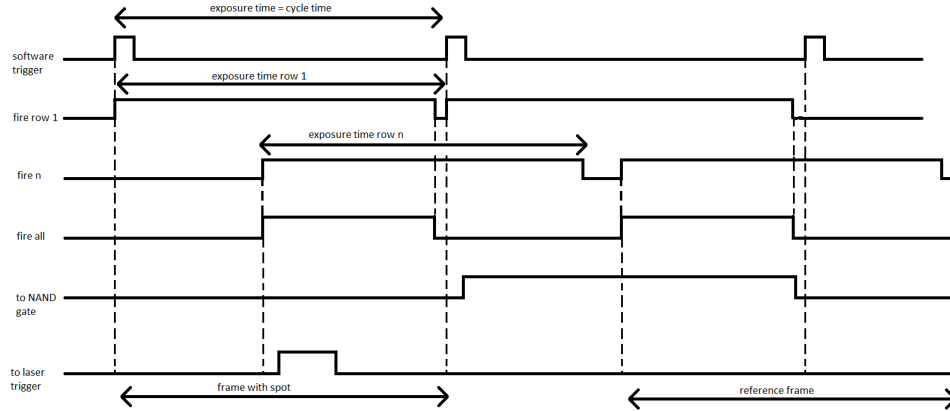 exposure time = cycle time
software
trigger
exposure time row 1
fire row 1
exposure time row n
fire n
fire all
to NAND
gate
to laser
trigger
frame with spot
reference frame